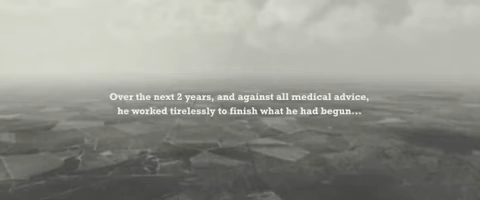 Over the next 2 years, and against all medical advice,
he worked tirelessly to finish what he had begun...